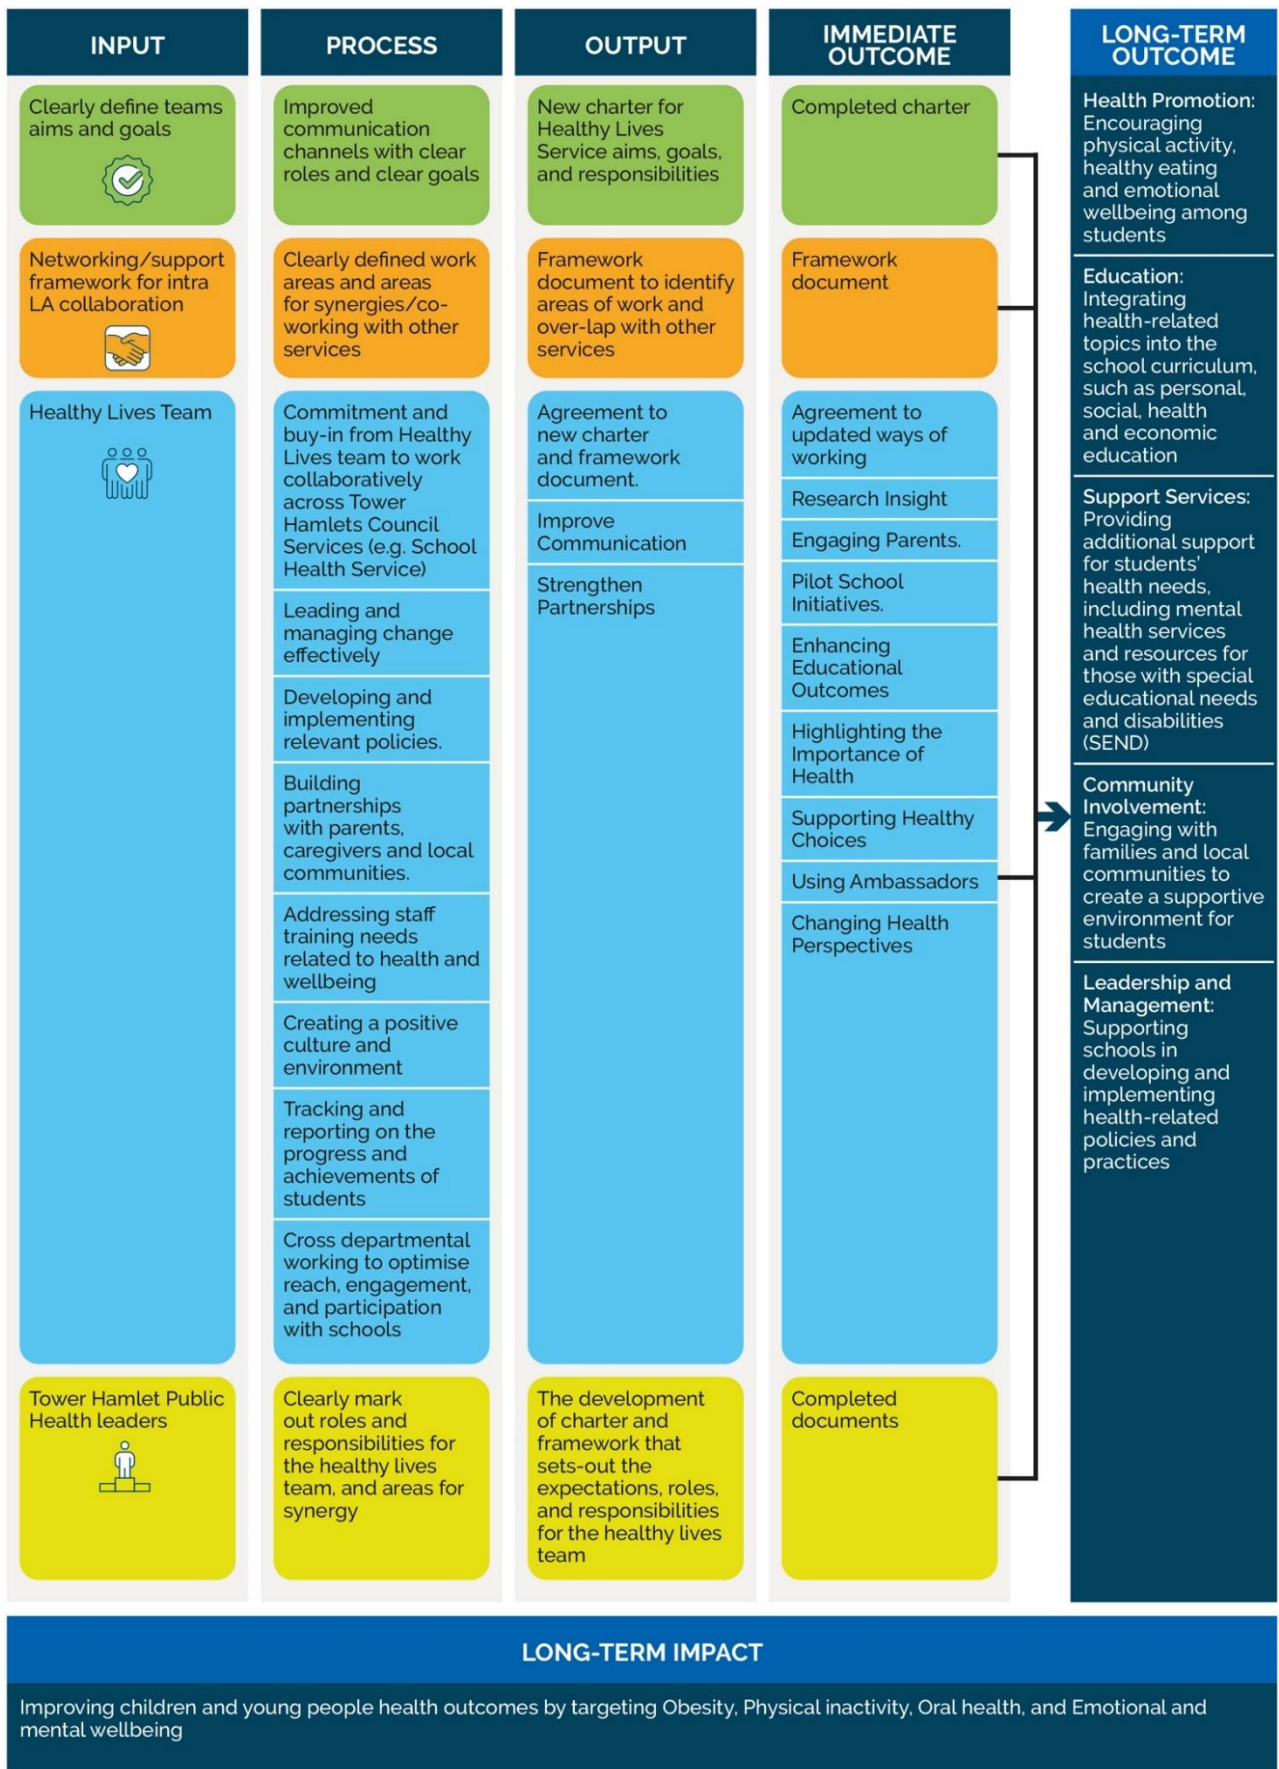 INPUT
PROCESS
OUTPUT
IMMEDIATE
OUTCOME
LONG-TERM
OUTCOME
Clearly define teams
aims and goals
Improved
communication
channels with clear
roles and clear goals
New charter for
Healthy Lives
Service aims, goals,
and responsibilities
Completed charter
Networking/support
framework for intra
LA collaboration
Clearly defined work
areas and areas
for synergies/co-
working with other
services
Framework
document to identify
areas of work and
over-lap with other
services
Framework
document
Healthy Lives Team
Commitment and
buy-in from Healthy
Lives team to work
collaboratively
across Tower
Hamlets Council
Services (e.g. School
Health Service)
Leading and
managing change
effectively
Developing and
implementing
relevant policies.
Building
partnerships
with parents,
caregivers and local
communities.
Addressing staff
training needs
related to health and
wellbeing
Creating a positive
culture and
environment
Tracking and
reporting on the
progress and
achievements of
students
Cross departmental
working to optimise
reach, engagement,
and participation
with schools
Agreement to
new charter
and framework
document.
Improve
Communication
Strengthen
Partnerships
Agreement to
updated ways of
working
Research Insight
Engaging Parents.
Pilot School
Initiatives.
Enhancing
Educational
Outcomes
Highlighting the
Importance of
Health
Supporting Healthy
Choices
Using Ambassadors
Changing Health
Perspectives
Tower Hamlet Public
Health leaders
Clearly mark
out roles and
responsibilities for
the healthy lives
team, and areas for
synergy
The development
of charter and
framework that
sets-out the
expectations, roles,
and responsibilities
for the healthy lives
team
Completed
documents
Health Promotion:
Encouraging
physical activity,
healthy eating
and emotional
wellbeing among
students
Education:
Integrating
health-related
topics into the
school curriculum,
such as personal,
social, health
and economic
education
Support Services:
Providing
additional support
for students'
health needs,
including mental
health services
and resources for
those with special
educational needs
and disabilities
(SEND)
Community
Involvement:
Engaging with
families and local
communities to
create a supportive
environment for
students
Leadership and
Management:
Supporting
schools in
developing and
implementing
health-related
policies and
practices
LONG-TERM IMPACT
Improving children and young people health outcomes by targeting Obesity, Physical inactivity, Oral health, and Emotional and
mental wellbeing